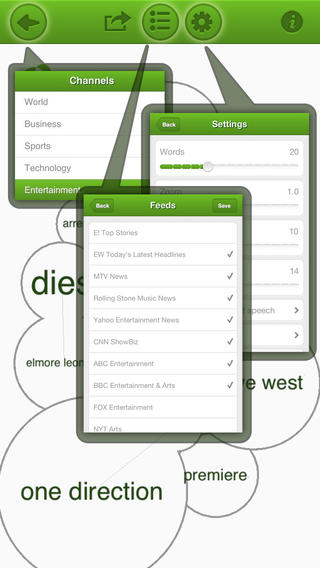 Channels
World
Business
Sports
Technology
Entertainment
Back
Settings
Words
20
1.0
10
14
speech
Back
Feeds
Save
E! Top Stories
EW Today's Latest Headlines
MTV News
Rolling Stone Music News
Yahoo Entertainment News
CNN ShowBiz
ABC Entertainment
BBC Entertainment & Arts
FOX Entertainment
NYT Arts
arre
dies
elmore leon
ve west
premiere
one direction